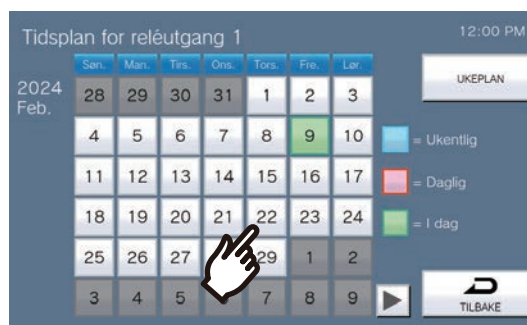 Tidsplan for reléutgang 1
12:00 PM
2024
Feb.
Søn. Man. Tirs. Ons. Tors. Fre. Lør.
28 29 30 31 1 2 3
4 5 6 7 8 9 10
11 12 13 14 15 16 17
18 19 20 21 22 23 24
25 26 27 29 1 2
3 4 5 7 8 9
UKEPLAN
= Ukentlig
= Daglig
= I dag
TILBAKE